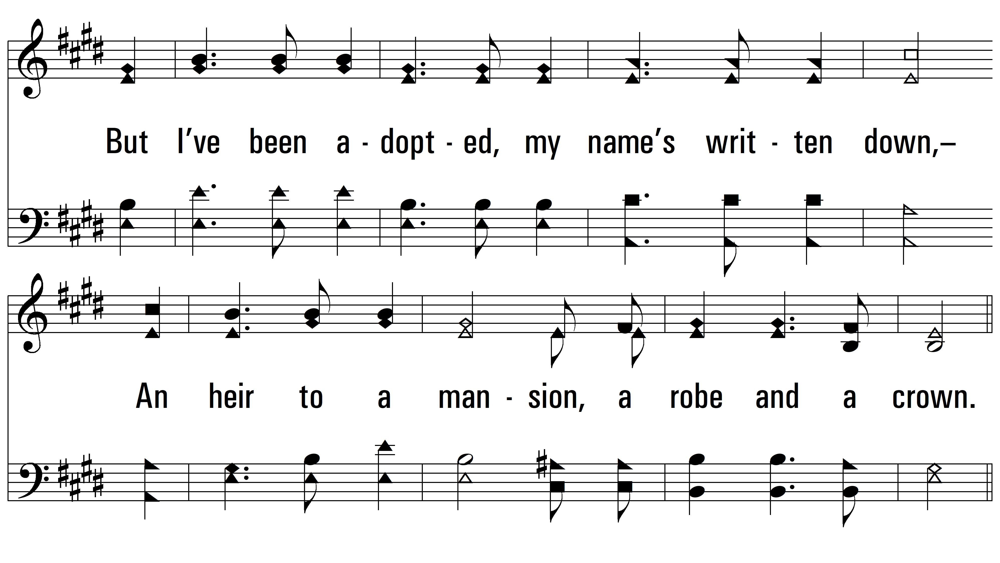 But I’ve been a - dopt - ed, my name’s writ - ten down,–
An heir to a man - sion, a robe and a crown.